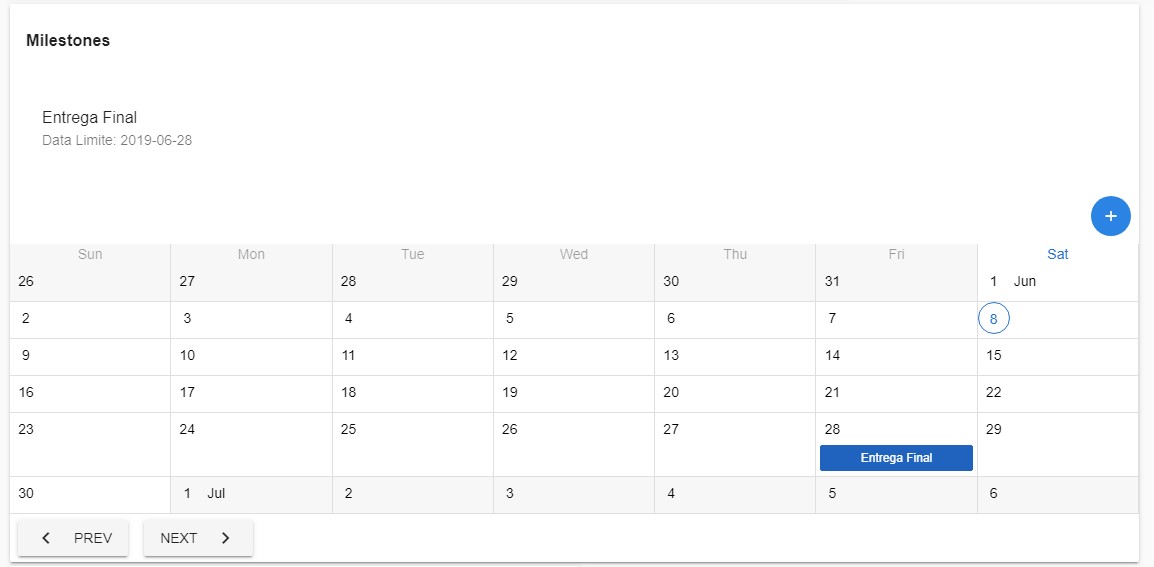 Milestones
Entrega Final
Data Limite: 2019-06-28
+
Sun Mon Tue Wed Thu Fri Sat
26 27 28 29 30 31 1 Jun
2 3 4 5 6 7 8
9 10 11 12 13 14 15
16 17 18 19 20 21 22
23 24 25 26 27 28 29
Entrega Final
30 1 Jul 2 3 4 5 6
PREV NEXT